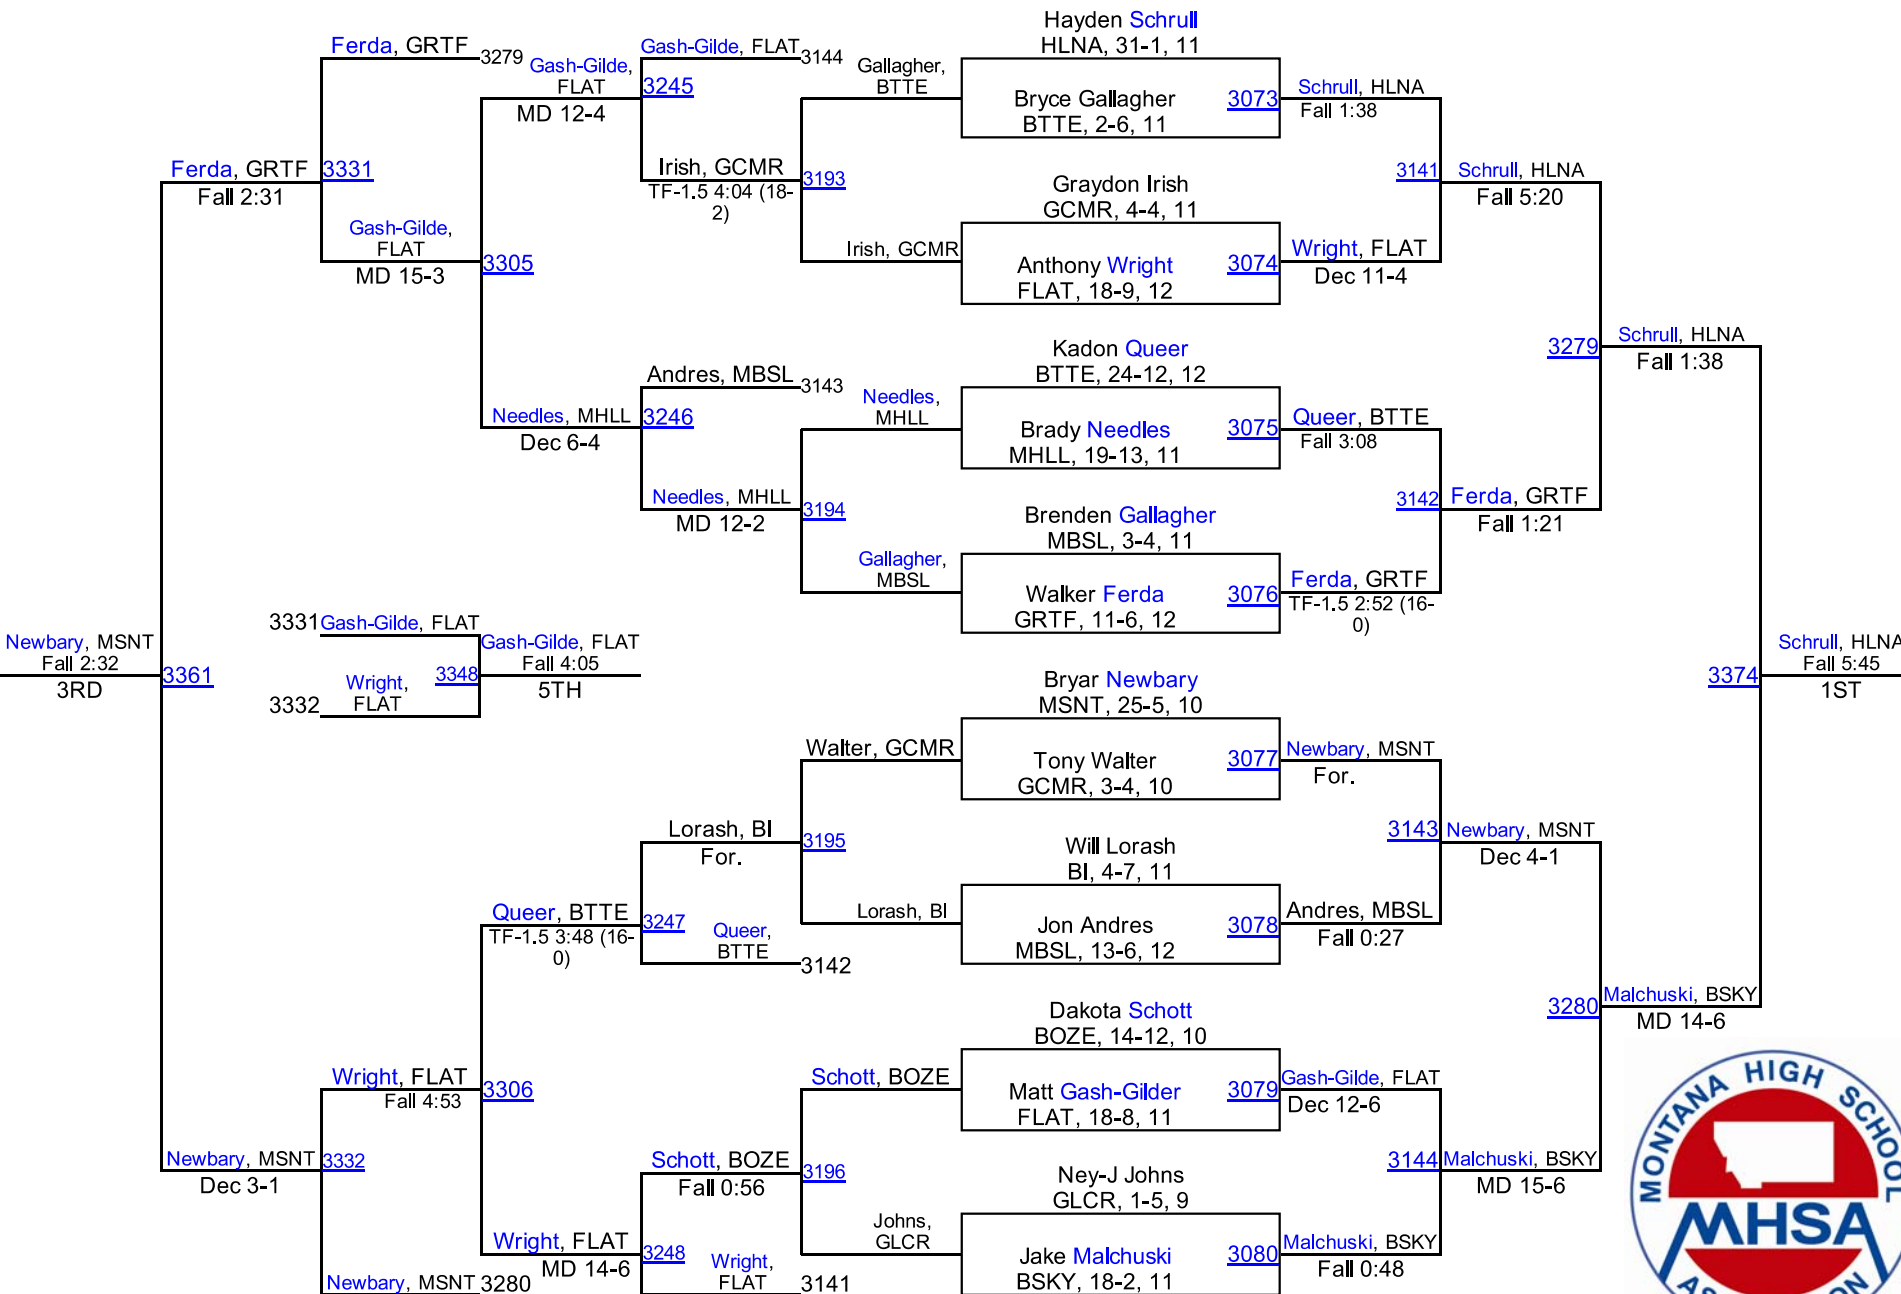 Hayden Schrull
HLNA, 31-1, 11
Ferda, GRTF
3279
Gash-Gilde,
FLAT
MD 12-4
Gash-Gilde, FLAT
3144
3245
Gallagher,
BTTE
Bryce Gallagher
BTTE, 2-6, 11
3073
Schrull, HLNA
Fall 1:38
Ferda, GRTF
Fall 2:31
3331
Irish, GCMR
TF-1.5 4:04 (18-
2)
3193
Graydon Irish
GCMR, 4-4, 11
3141
Schrull, HLNA
Fall 5:20
Gash-Gilde,
FLAT
MD 15-3
3305
Irish, GCMR
Anthony Wright
FLAT, 18-9, 12
3074
Wright, FLAT
Dec 11-4
Kadon Queer
BTTE, 24-12, 12
3279
Schrull, HLNA
Fall 1:38
Andres, MBSL
3143
Needles, MHLL
Dec 6-4
3246
Needles,
MHLL
Brady Needles
MHLL, 19-13, 11
3075
Queer, BTTE
Fall 3:08
Needles, MHLL
MD 12-2
3194
Brenden Gallagher
MBSL, 3-4, 11
3142
Ferda, GRTF
Fall 1:21
Gallagher,
MBSL
Walker Ferda
GRTF, 11-6, 12
3076
Ferda, GRTF
TF-1.5 2:52 (16-
0)
3331
Gash-Gilde, FLAT
Newbary, MSNT
Fall 2:32
3RD
3361
Wright,
FLAT
3332
3348
Gash-Gilde, FLAT
Fall 4:05
5TH
Bryar Newbary
MSNT, 25-5, 10
3374
Schrull, HLNA
Fall 5:45
1ST
Walter, GCMR
Tony Walter
GCMR, 3-4, 10
3077
Newbary, MSNT
For.
Lorash, BI
For.
3195
Will Lorash
BI, 4-7, 11
3143
Newbary, MSNT
Dec 4-1
Queer, BTTE
TF-1.5 3:48 (16-
0)
3247
Queer,
BTTE
3142
Lorash, BI
Jon Andres
MBSL, 13-6, 12
3078
Andres, MBSL
Fall 0:27
Dakota Schott
BOZE, 14-12, 10
3280
Malchuski, BSKY
MD 14-6
Wright, FLAT
Fall 4:53
3306
Schott, BOZE
Matt Gash-Gilder
FLAT, 18-8, 11
3079
Gash-Gilde, FLAT
Dec 12-6
Newbary, MSNT
Dec 3-1
3332
Schott, BOZE
Fall 0:56
3196
Ney-J Johns
GLCR, 1-5, 9
3144
Malchuski, BSKY
MD 15-6
Wright, FLAT
MD 14-6
3248
Johns,
GLCR
Jake Malchuski
BSKY, 18-2, 11
3080
Malchuski, BSKY
Fall 0:48
Newbary, MSNT
3280
Wright,
FLAT
3141
MONTANA HIGH SCHOOL
MHSA